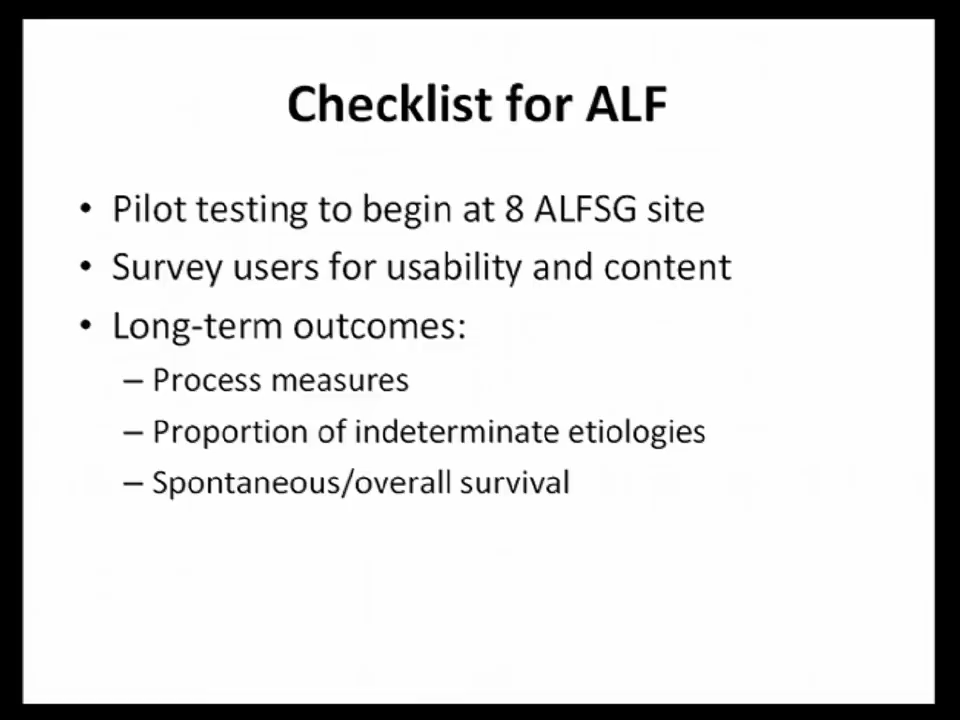 Checklist for ALF
• Pilot testing to begin at 8 ALFSG site
• Survey users for usability and content
• Long-term outcomes:
– Process measures
– Proportion of indeterminate etiologies
– Spontaneous/overall survival